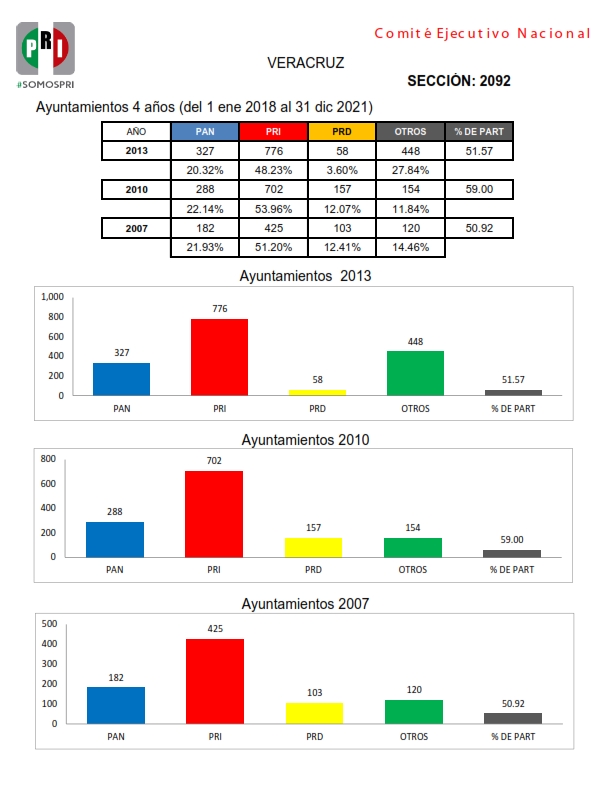 Comité Ejecutivo Nacional
PRI
#SOMOSPRI
VERACRUZ
SECCIÓN: 2092
Ayuntamientos 4 años (del 1 ene 2018 al 31 dic 2021)
AÑO PAN PRI PRD OTROS % DE PART
2013 327 776 58 448 51.57
20.32% 48.23% 3.60% 27.84%
2010 288 702 157 154 59.00
22.14% 53.96% 12.07% 11.84%
2007 182 425 103 120 50.92
21.93% 51.20% 12.41% 14.46%
Ayuntamientos 2013
1,000
800
600
400
200
0
327 776 58 448 51.57
PAN PRI PRD OTROS % DE PART
Ayuntamientos 2010
800
600
400
200
0
288 702 157 154 59.00
PAN PRI PRD OTROS % DE PART
Ayuntamientos 2007
500
400
300
200
100
0
182 425 103 120 50.92
PAN PRI PRD OTROS % DE PART